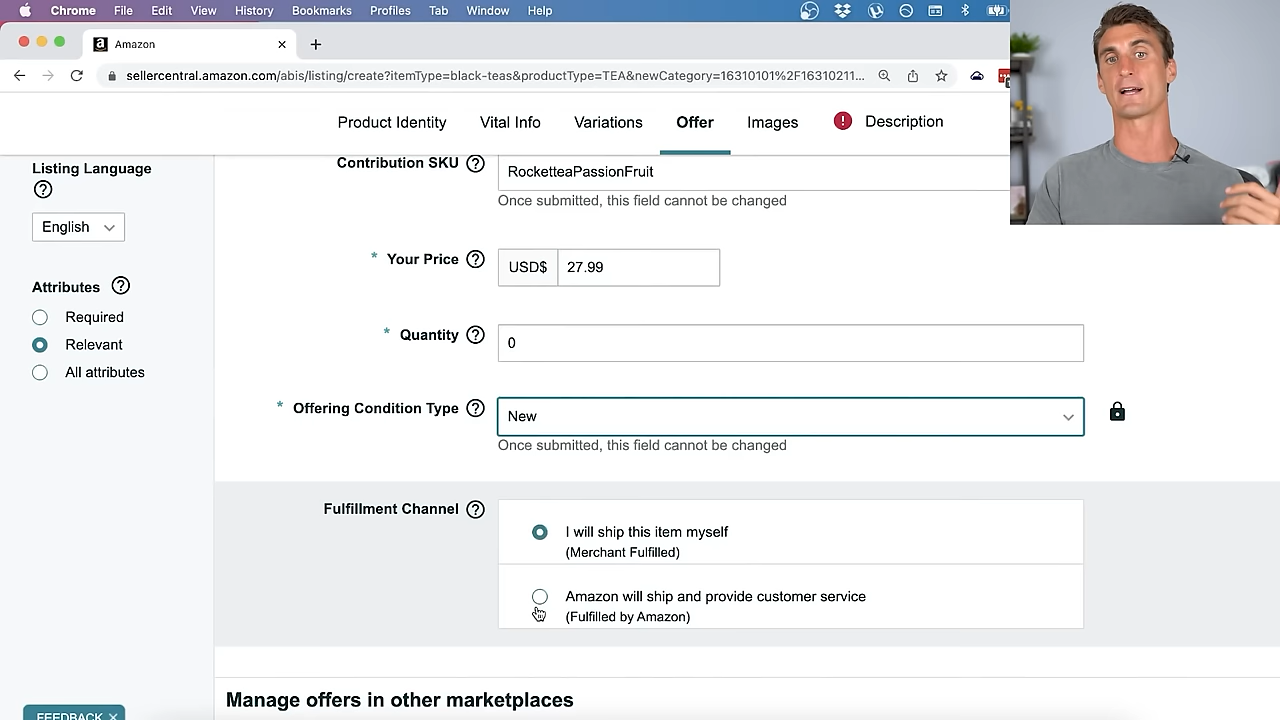 Chrome File Edit View History Bookmarks Profiles Tab Window Help
a Amazon
sellercentral.amazon.com/abis/listing/create?itemType=black-teas&productType=TEA&newCategory=16310101%2F16310211...
Product Identity Vital Info Variations Offer Images ! Description
Listing Language ?
English
Attributes ?
Required
Relevant
All attributes
Contribution SKU ? RocketteaPassionFruit
Once submitted, this field cannot be changed
* Your Price ? USD$ 27.99
* Quantity ? 0
* Offering Condition Type ? New
Once submitted, this field cannot be changed
Fulfillment Channel ?
I will ship this item myself
(Merchant Fulfilled)
Amazon will ship and provide customer service
(Fulfilled by Amazon)
Manage offers in other marketplaces
FEEDBACK